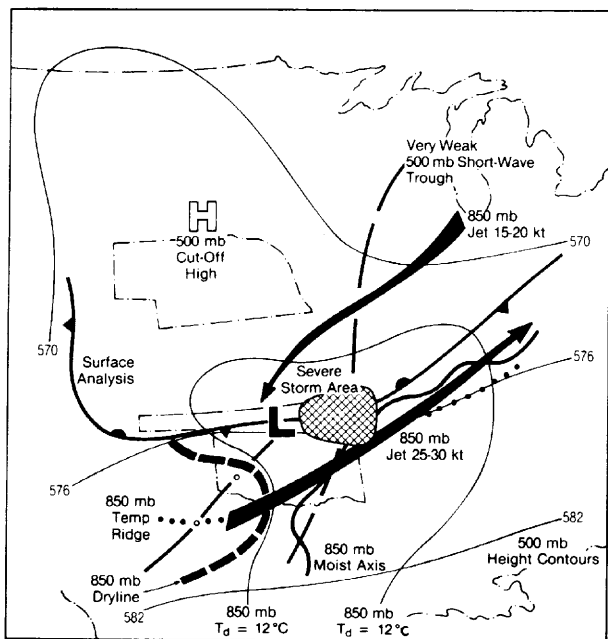 Very Weak
500 mb Short-Wave
Trough
850 mb
Jet 15-20 kt
H
500 mb
Cut-Off
High
570
570
Surface
Analysis
Severe
Storm Area
576
L
850 mb
Jet 25-30 kt
576
850 mb
Temp
Ridge
582
850 mb
Moist Axis
500 mb
Height Contours
850 mb
Dryline
582
850 mb
Td = 12°C
850 mb
Td = 12°C